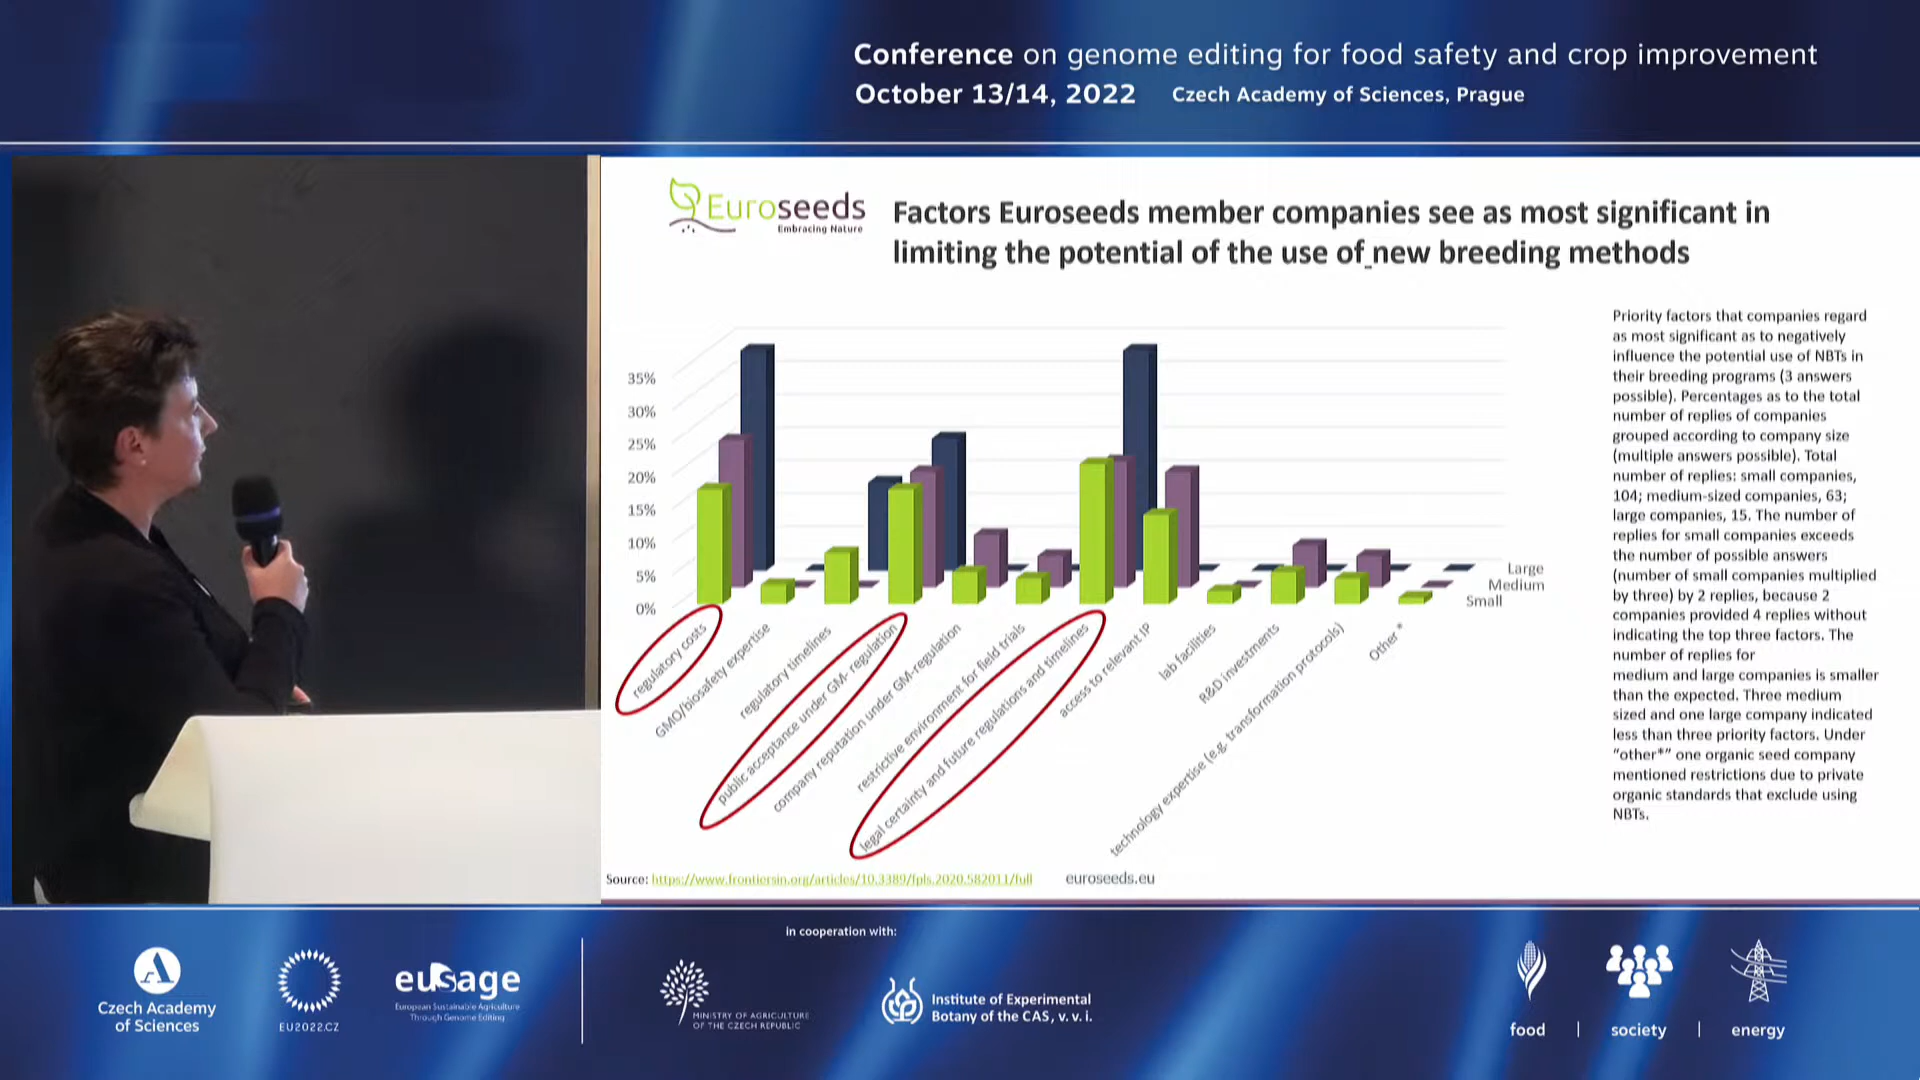 Conference on genome editing for food safety and crop improvement
October 13/14, 2022 Czech Academy of Sciences, Prague
Euroseeds
Embracing Nature
Factors Euroseeds member companies see as most significant in
limiting the potential of the use of new breeding methods
35%
30%
25%
20%
15%
10%
5%
0%
Large
Medium
Small
regulatory costs
GMO/biosafety expertise
regulatory timelines
public acceptance under GM- regulation
company reputation under GM-regulation
restrictive environment for field trials
legal certainty and future regulations and timelines
access to relevant IP
lab facilities
R&D investments
technology expertise (e.g. transformation protocols)
Other *
Priority factors that companies regard
as most significant as to negatively
influence the potential use of NBTs in
their breeding programs (3 answers
possible). Percentages as to the total
number of replies of companies
grouped according to company size
(multiple answers possible). Total
number of replies: small companies,
104; medium-sized companies, 63;
large companies, 15. The number of
replies for small companies exceeds
the number of possible answers
(number of small companies multiplied
by three) by 2 replies, because 2
companies provided 4 replies without
indicating the top three factors. The
number of replies for
medium and large companies is smaller
than the expected. Three medium
sized and one large company indicated
less than three priority factors. Under
"other*" one organic seed company
mentioned restrictions due to private
organic standards that exclude using
NBTs.
Source: https://www.frontiersin.org/articles/10.3389/fpls.2020.582011/full
euroseeds.eu
in cooperation with:
Czech Academy
of Sciences
EU2022.CZ
eusage
European Sustainable Agriculture
Through Genome Editing
MINISTRY OF AGRICULTURE
OF THE CZECH REPUBLIC
Institute of Experimental
Botany of the CAS, v. v. i.
food | society | energy